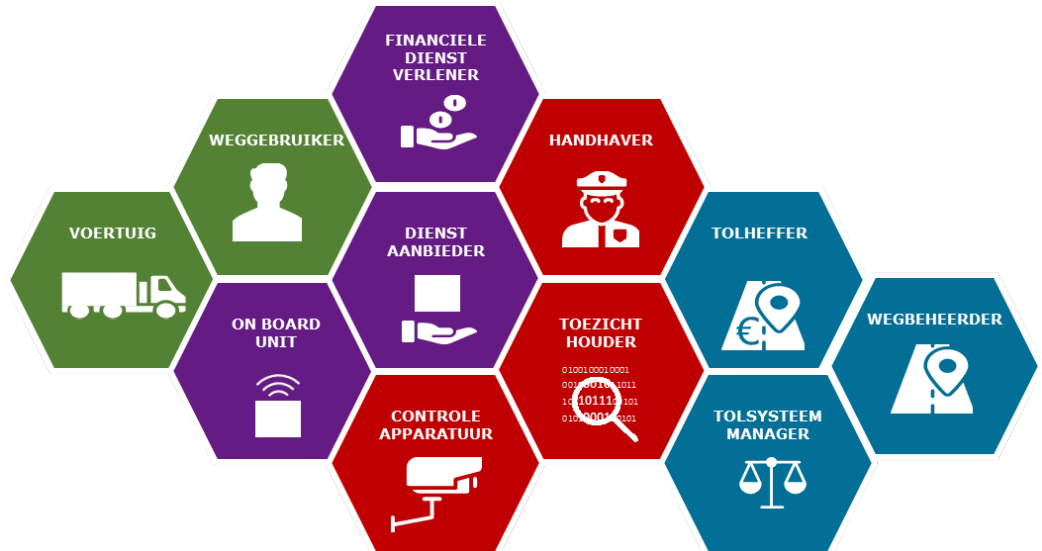 FINANCIELE
DIENST
VERLENER
WEGGEBRUIKER
HANDHAVER
VOERTUIG
DIENST
AANBIEDER
TOLHEFFER
€
ON BOARD
UNIT
TOEZICHT
HOUDER
0100100010001
WEGBEHEERDER
CONTROLE
APPARATUUR
TOLSYSTEEM
MANAGER